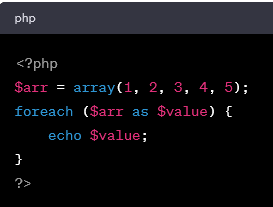 php
<?php
$arr = array(1, 2, 3, 4, 5);
foreach ($arr as $value) {
    echo $value;
}
?>